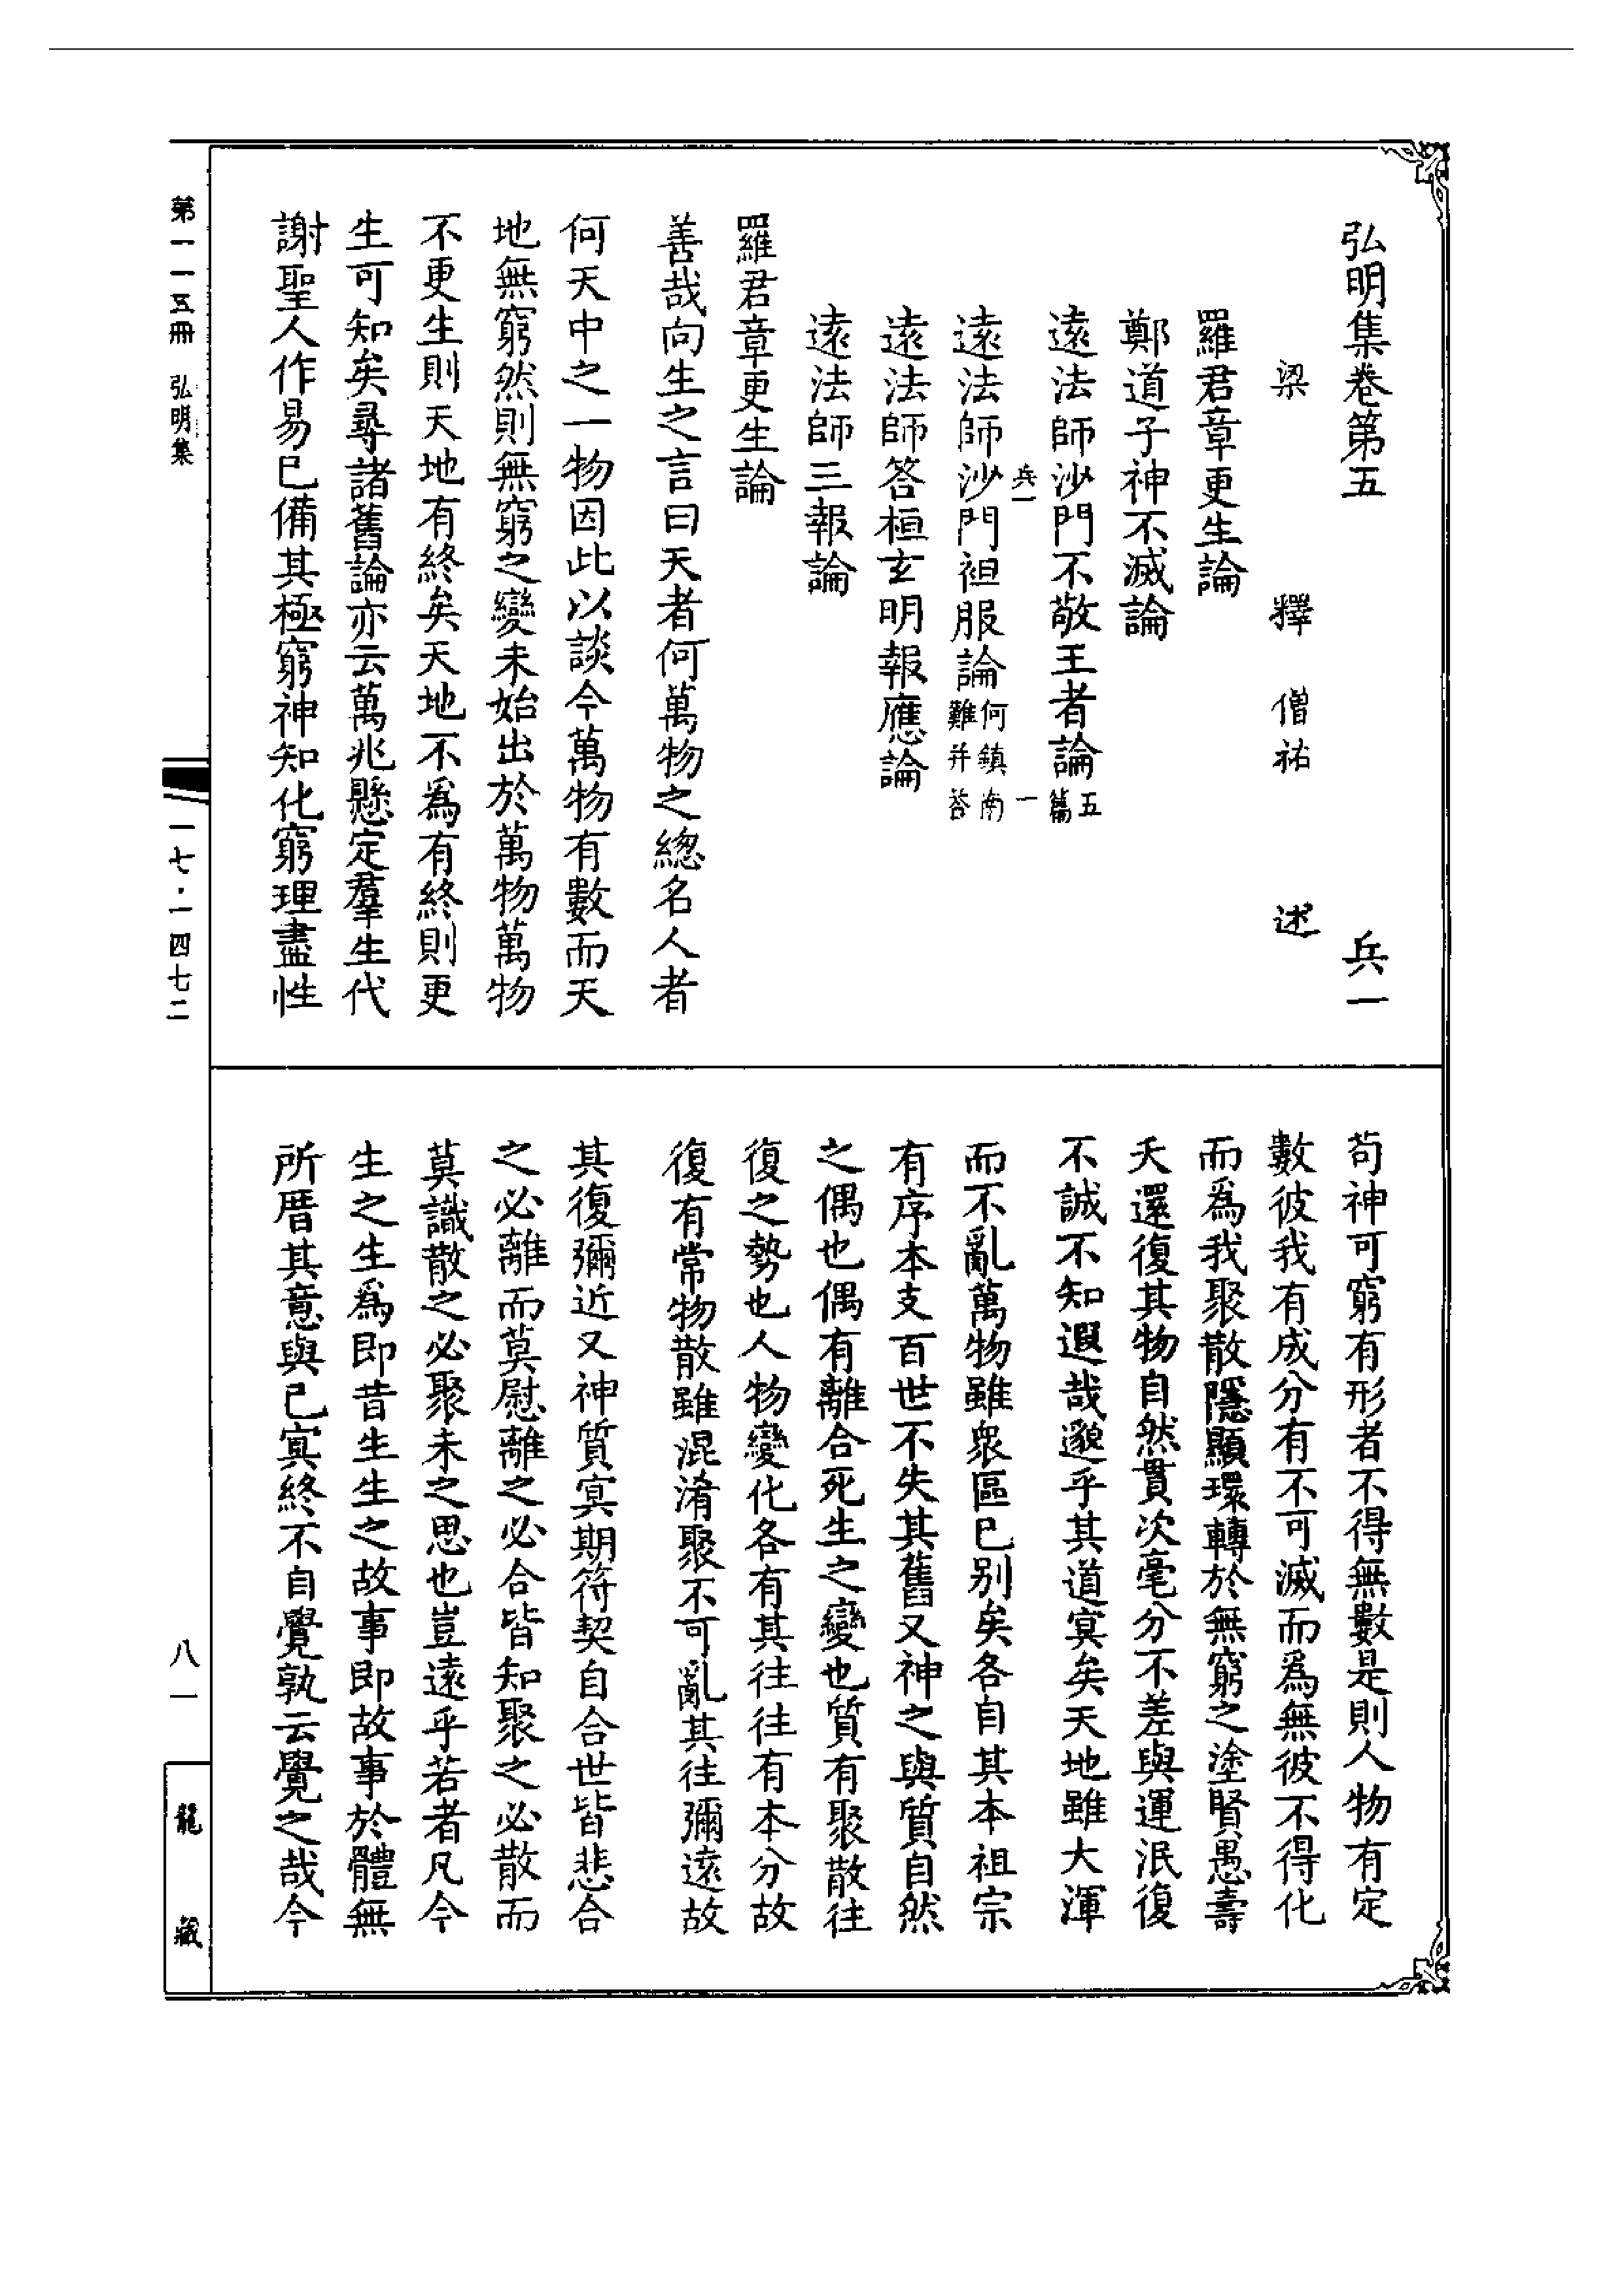 弘明集卷第五　兵一
梁　釋　僧祐　述
羅君章更生論
鄭道子神不滅論
遠法師沙門不敬王者論五篇
兵一　一
遠法師沙門袒服論何鎮南難并答
遠法師答桓玄明報應論
遠法師三報論
羅君章更生論
善哉向生之言曰天者何萬物之總名人者
何天中之一物因此以談今萬物有數而天
地無窮然則無窮之變未始出於萬物萬物
不更生則天地有終矣天地不為有終則更
生可知矣尋諸舊論亦云萬兆懸定羣生代
謝聖人作易已備其極窮神知化窮理盡性
苟神可窮有形者不得無數是則人物有定
數彼我有成分有不可滅而為無彼不得化
而為我聚散隱顯環轉於無窮之塗賢愚壽
夭還復其物自然貫次毫分不差與運泯復
不誠不知遐哉邈乎其道冥矣天地雖大渾
而不亂萬物雖衆區已别矣各自其本祖宗
有序本支百世不失其舊又神之與質自然
之偶也偶有離合死生之變也質有聚散往
復之勢也人物變化各有其往往有本分故
復有常物散雖混淆聚不可亂其往彌遠故
其復彌近又神質冥期符契自合世皆悲合
之必離而莫慰離之必合皆知聚之必散而
莫識散之必聚未之思也豈遠乎若者凡今
生之生為即昔生生之故事即故事於體無
所厝其意與已冥終不自覺孰云覺之哉今
第一一五冊　弘明集
一七·一四七二
八一
龍藏